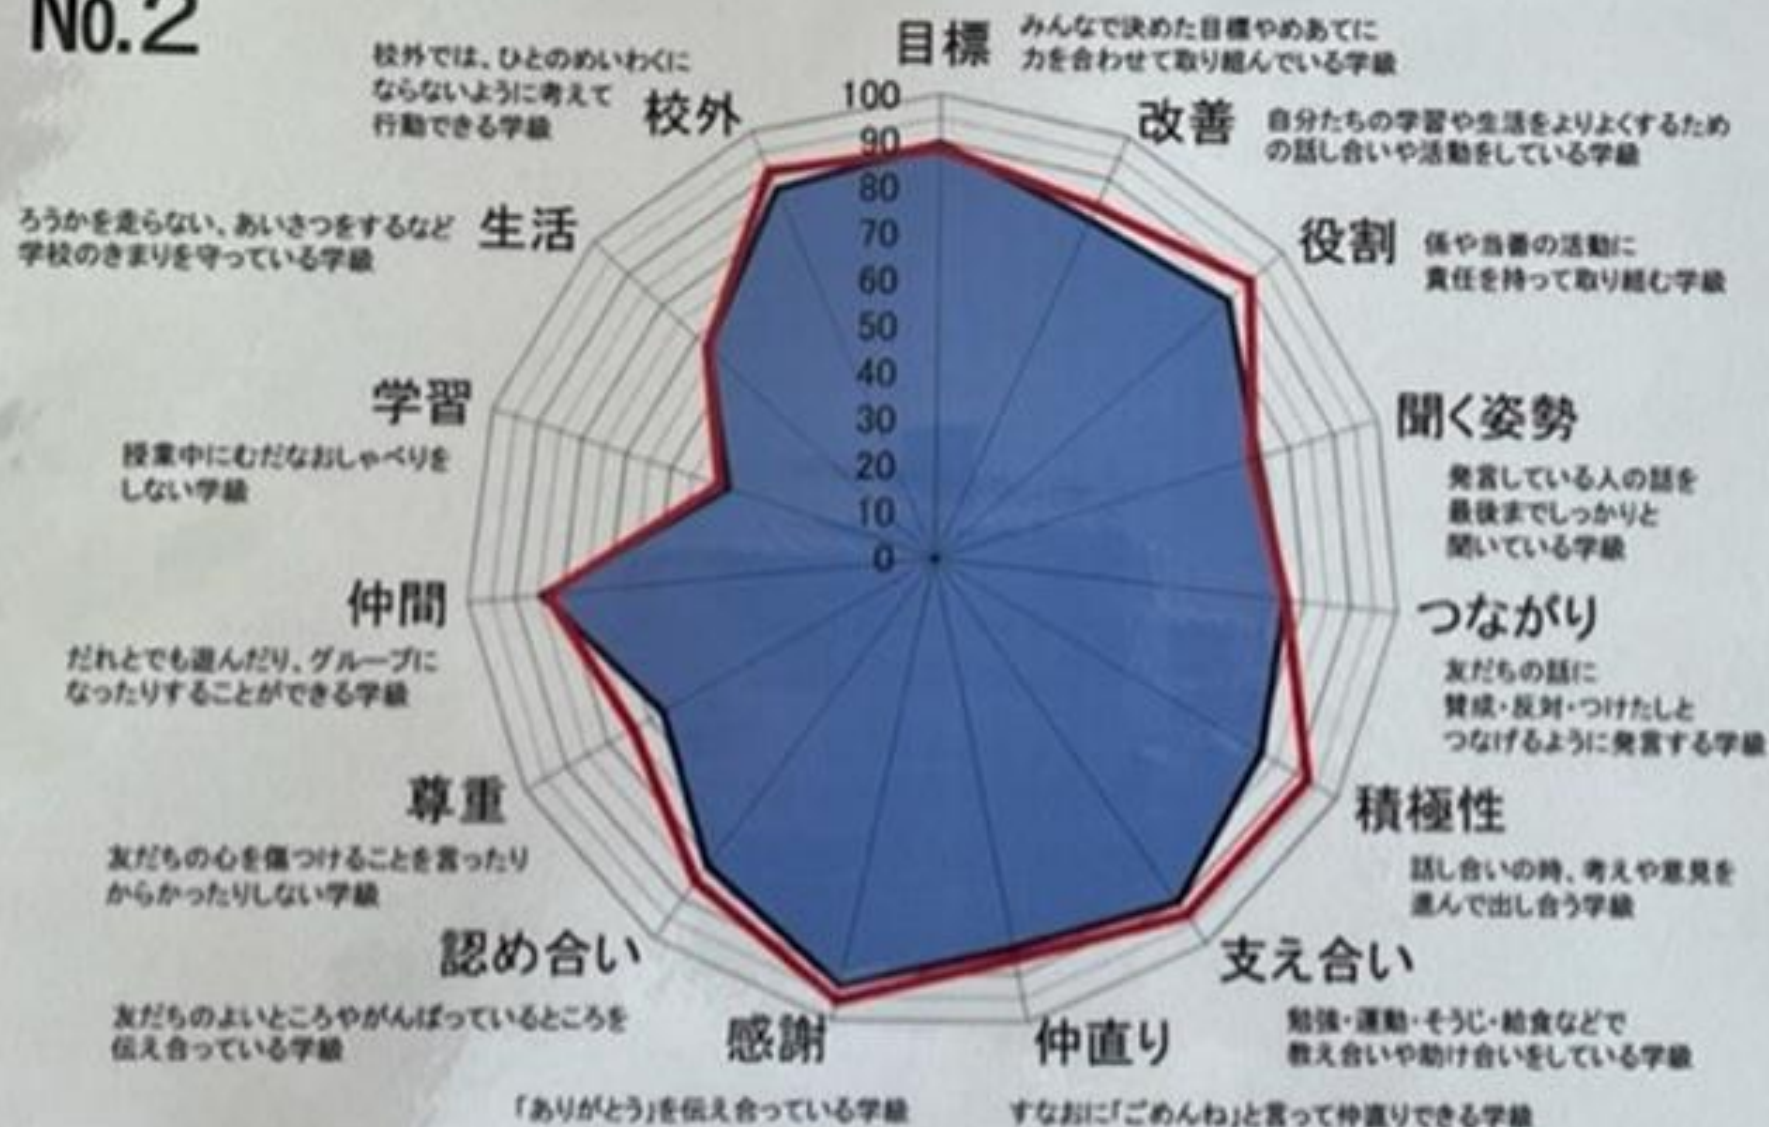 No.2
目標
みんなで決めた目標やめあてに
力を合わせて取り組んでいる学級
改善
自分たちの学習や生活をよりよくするため
の話し合いや活動をしている学級
役割
係や当番の活動に
責任を持って取り組む学級
聞く姿勢
発言している人の話を
最後までしっかりと
聞いている学級
つながり
友だちの話に
賛成・反対・つけたしと
つなげるように発言する学級
積極性
話し合いの時、考えや意見を
進んで出し合う学級
支え合い
勉強・運動・そうじ・給食などで
教え合いや助け合いをしている学級
仲直り
すなおに「ごめんね」と言って仲直りできる学級
感謝
「ありがとう」を伝え合っている学級
認め合い
友だちのよいところやがんばっているところを
伝え合っている学級
尊重
友だちの心を傷つけることを言ったり
からかったりしない学級
仲間
だれとでも遊んだり、グループに
なったりすることができる学級
学習
授業中にむだなおしゃべりを
しない学級
生活
ろうかを走らない、あいさつをするなど
学校のきまりを守っている学級
校外
校外では、ひとのめいわくに
ならないように考えて
行動できる学級
100
90
80
70
60
50
40
30
20
10
0